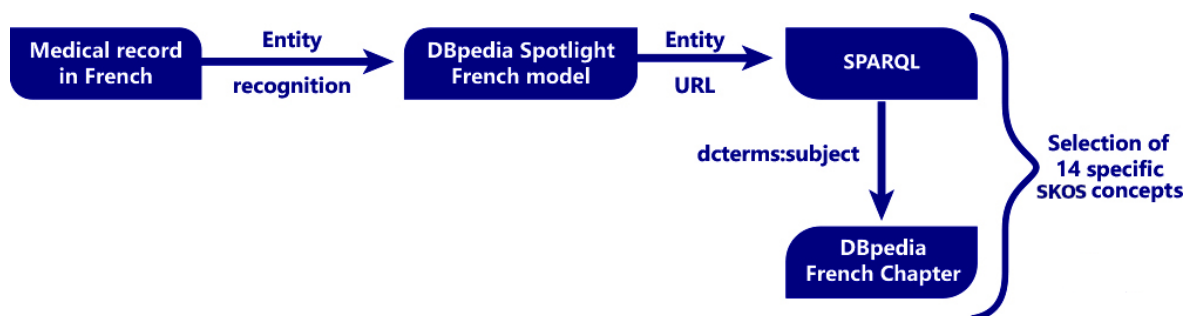 Medical record
in French
Entity
recognition
DBpedia Spotlight
French model
Entity
URL
SPARQL
dcterms:subject
DBpedia
French Chapter
Selection of
14 specific
SKOS concepts